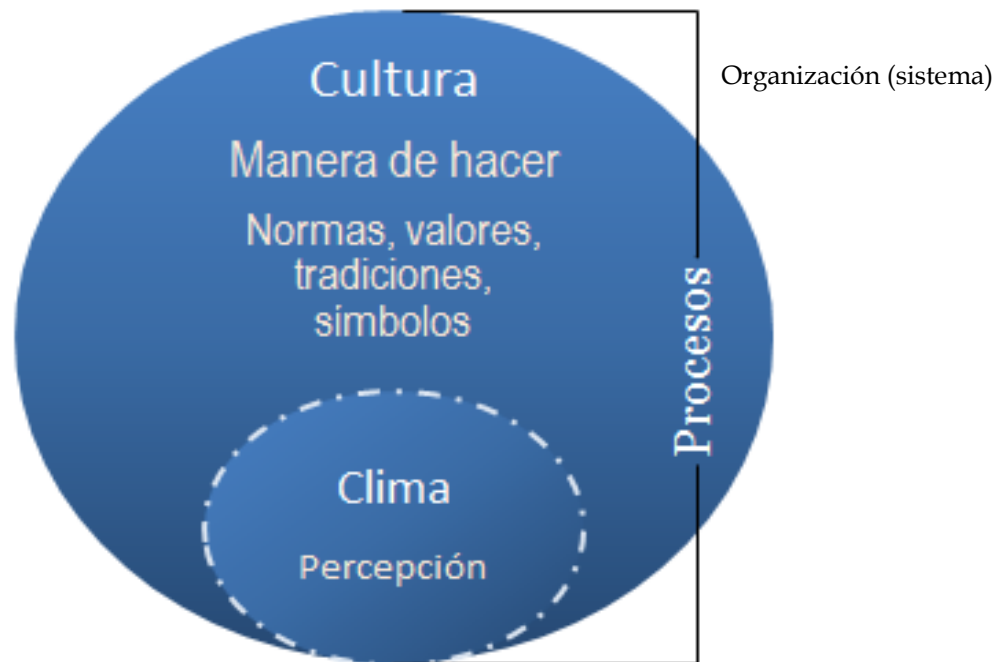 Cultura
Organización (sistema)
Manera de hacer
Normas, valores,
tradiciones,
símbolos
Procesos
Clima
Percepción